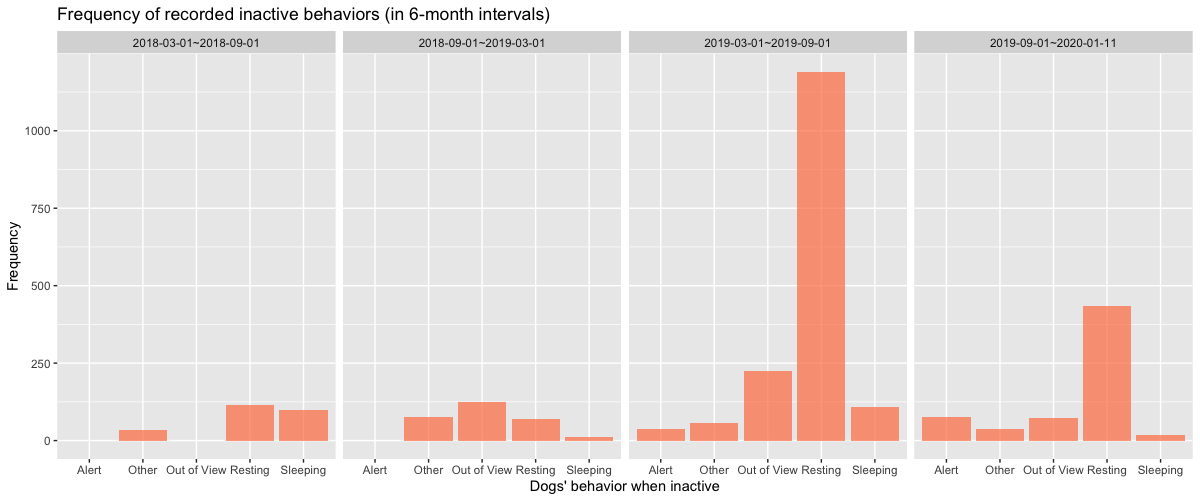 Frequency of recorded inactive behaviors (in 6-month intervals)
2018-03-01~2018-09-01 2018-09-01~2019-03-01 2019-03-01~2019-09-01 2019-09-01~2020-01-11
1000
750
500
250
0
Frequency
Alert Other Out of View Resting Sleeping Alert Other Out of View Resting Sleeping Alert Other Out of View Resting Sleeping Alert Other Out of View Resting Sleeping
Dogs' behavior when inactive